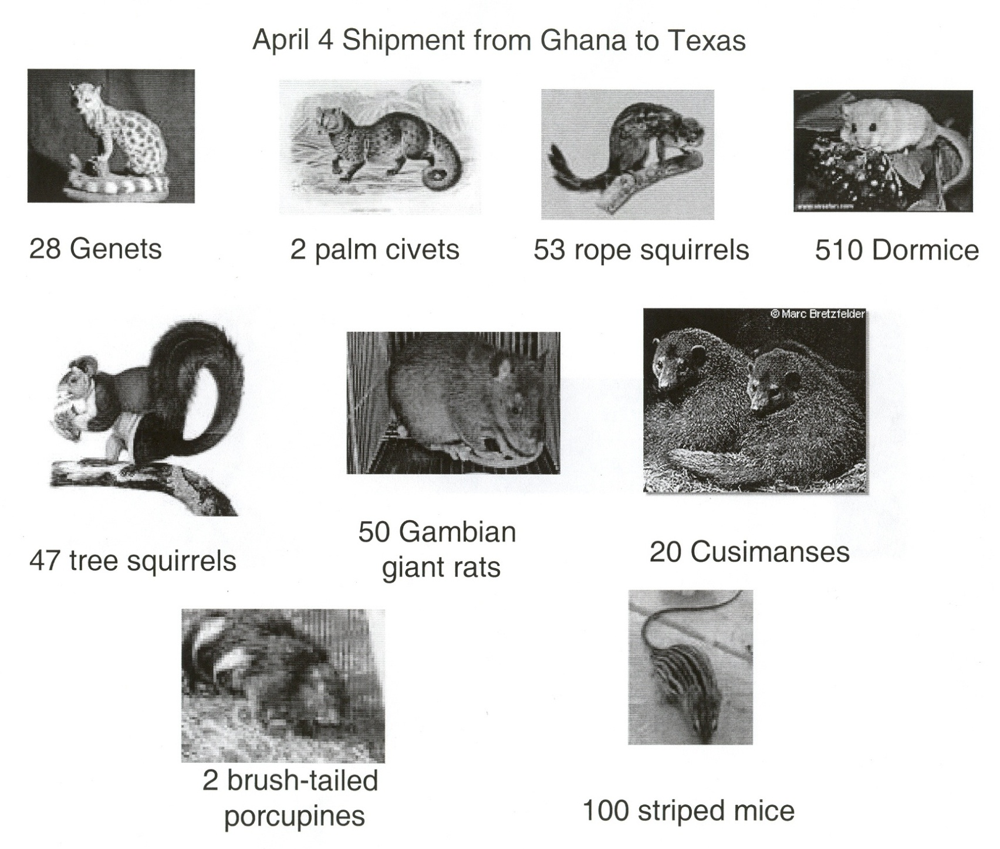 April 4 Shipment from Ghana to Texas
28 Genets
2 palm civets
53 rope squirrels
510 Dormice
© Marc Bretzfelder
47 tree squirrels
50 Gambian
giant rats
20 Cusimanses
2 brush-tailed
porcupines
100 striped mice